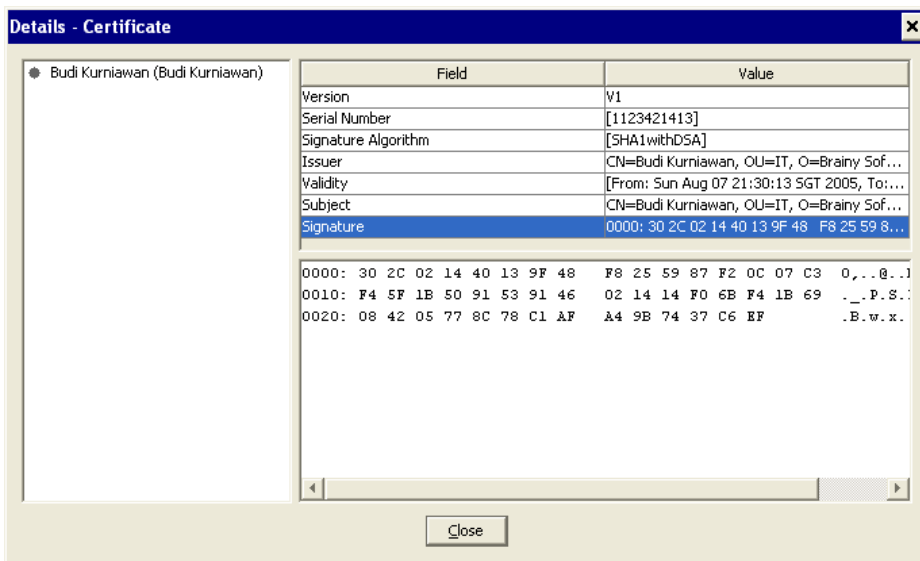 Details - Certificate
Budi Kurniawan (Budi Kurniawan)
Field Value
Version V1
Serial Number [1123421413]
Signature Algorithm [SHA1withDSA]
Issuer CN=Budi Kurniawan, OU=IT, O=Brainy Sof...
Validity [From: Sun Aug 07 21:30:13 SGT 2005, To:...
Subject CN=Budi Kurniawan, OU=IT, O=Brainy Sof...
Signature 0000: 30 2C 02 14 40 13 9F 48 F8 25 59 8...
0000: 30 2C 02 14 40 13 9F 48 F8 25 59 87 F2 0C 07 C3 0,..@..
0010: F4 5F 1B 50 91 53 91 46 02 14 14 F0 6B F4 1B 69 ._.P.S.
0020: 08 42 05 77 8C 78 C1 AF A4 9B 74 37 C6 EF .B.w.x.
Close